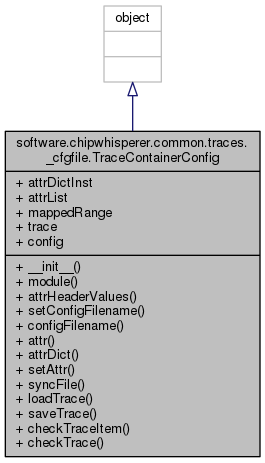 object
software.chipwhisperer.common.traces.
_cfgfile.TraceContainerConfig
+ attrDictInst
+ attrList
+ mappedRange
+ trace
+ config
+ __init__()
+ module()
+ attrHeaderValues()
+ setConfigFilename()
+ configFilename()
+ attr()
+ attrDict()
+ setAttr()
+ syncFile()
+ loadTrace()
+ saveTrace()
+ checkTraceItem()
+ checkTrace()